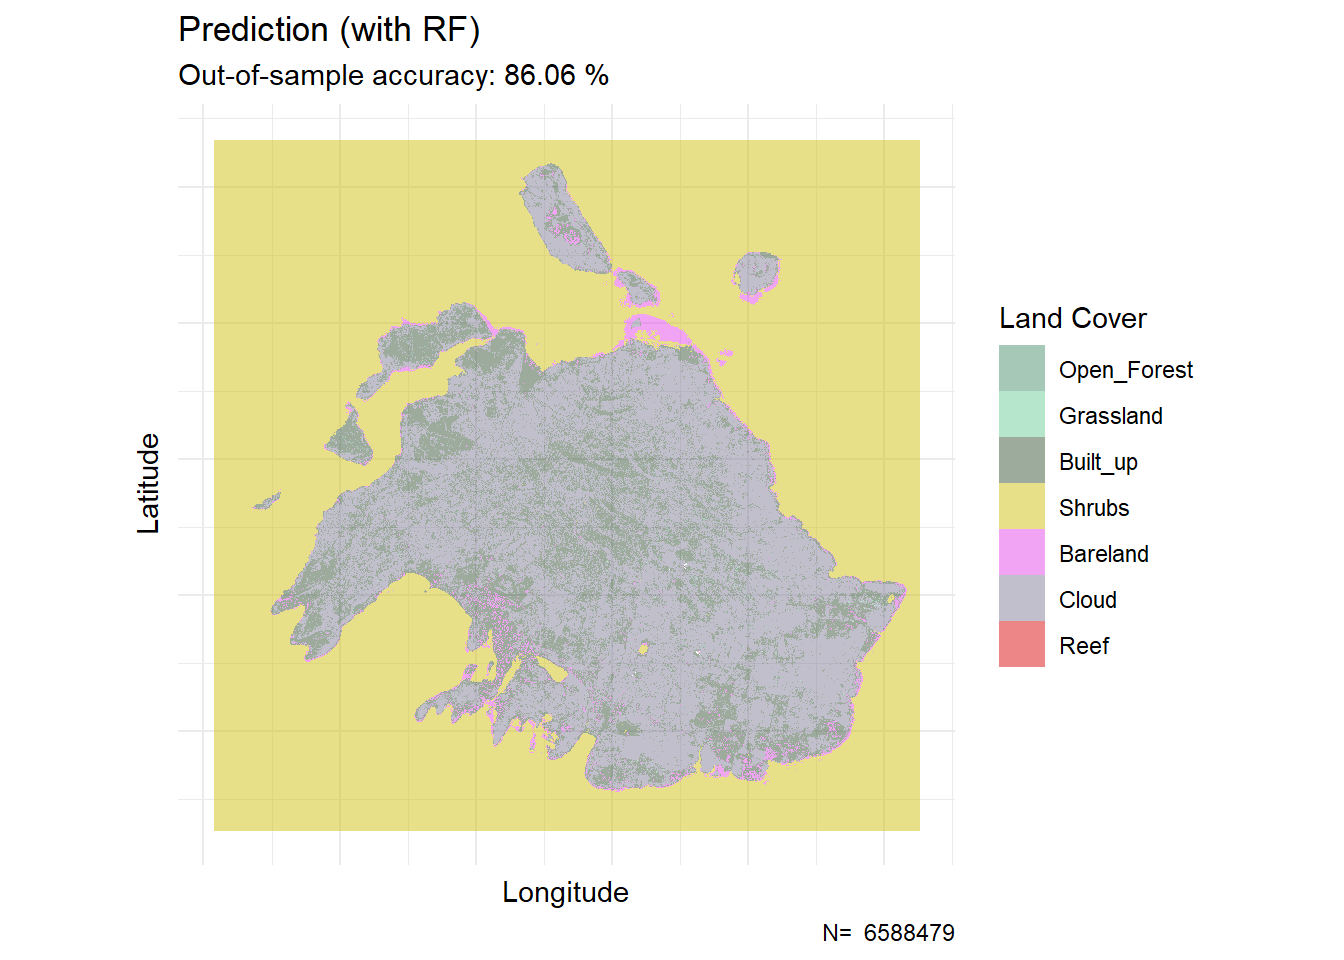 Prediction (with RF)
Out-of-sample accuracy: 86.06 %
Latitude
Land Cover
Open_Forest
Grassland
Built_up
Shrubs
Bareland
Cloud
Reef
Longitude
N=  6588479